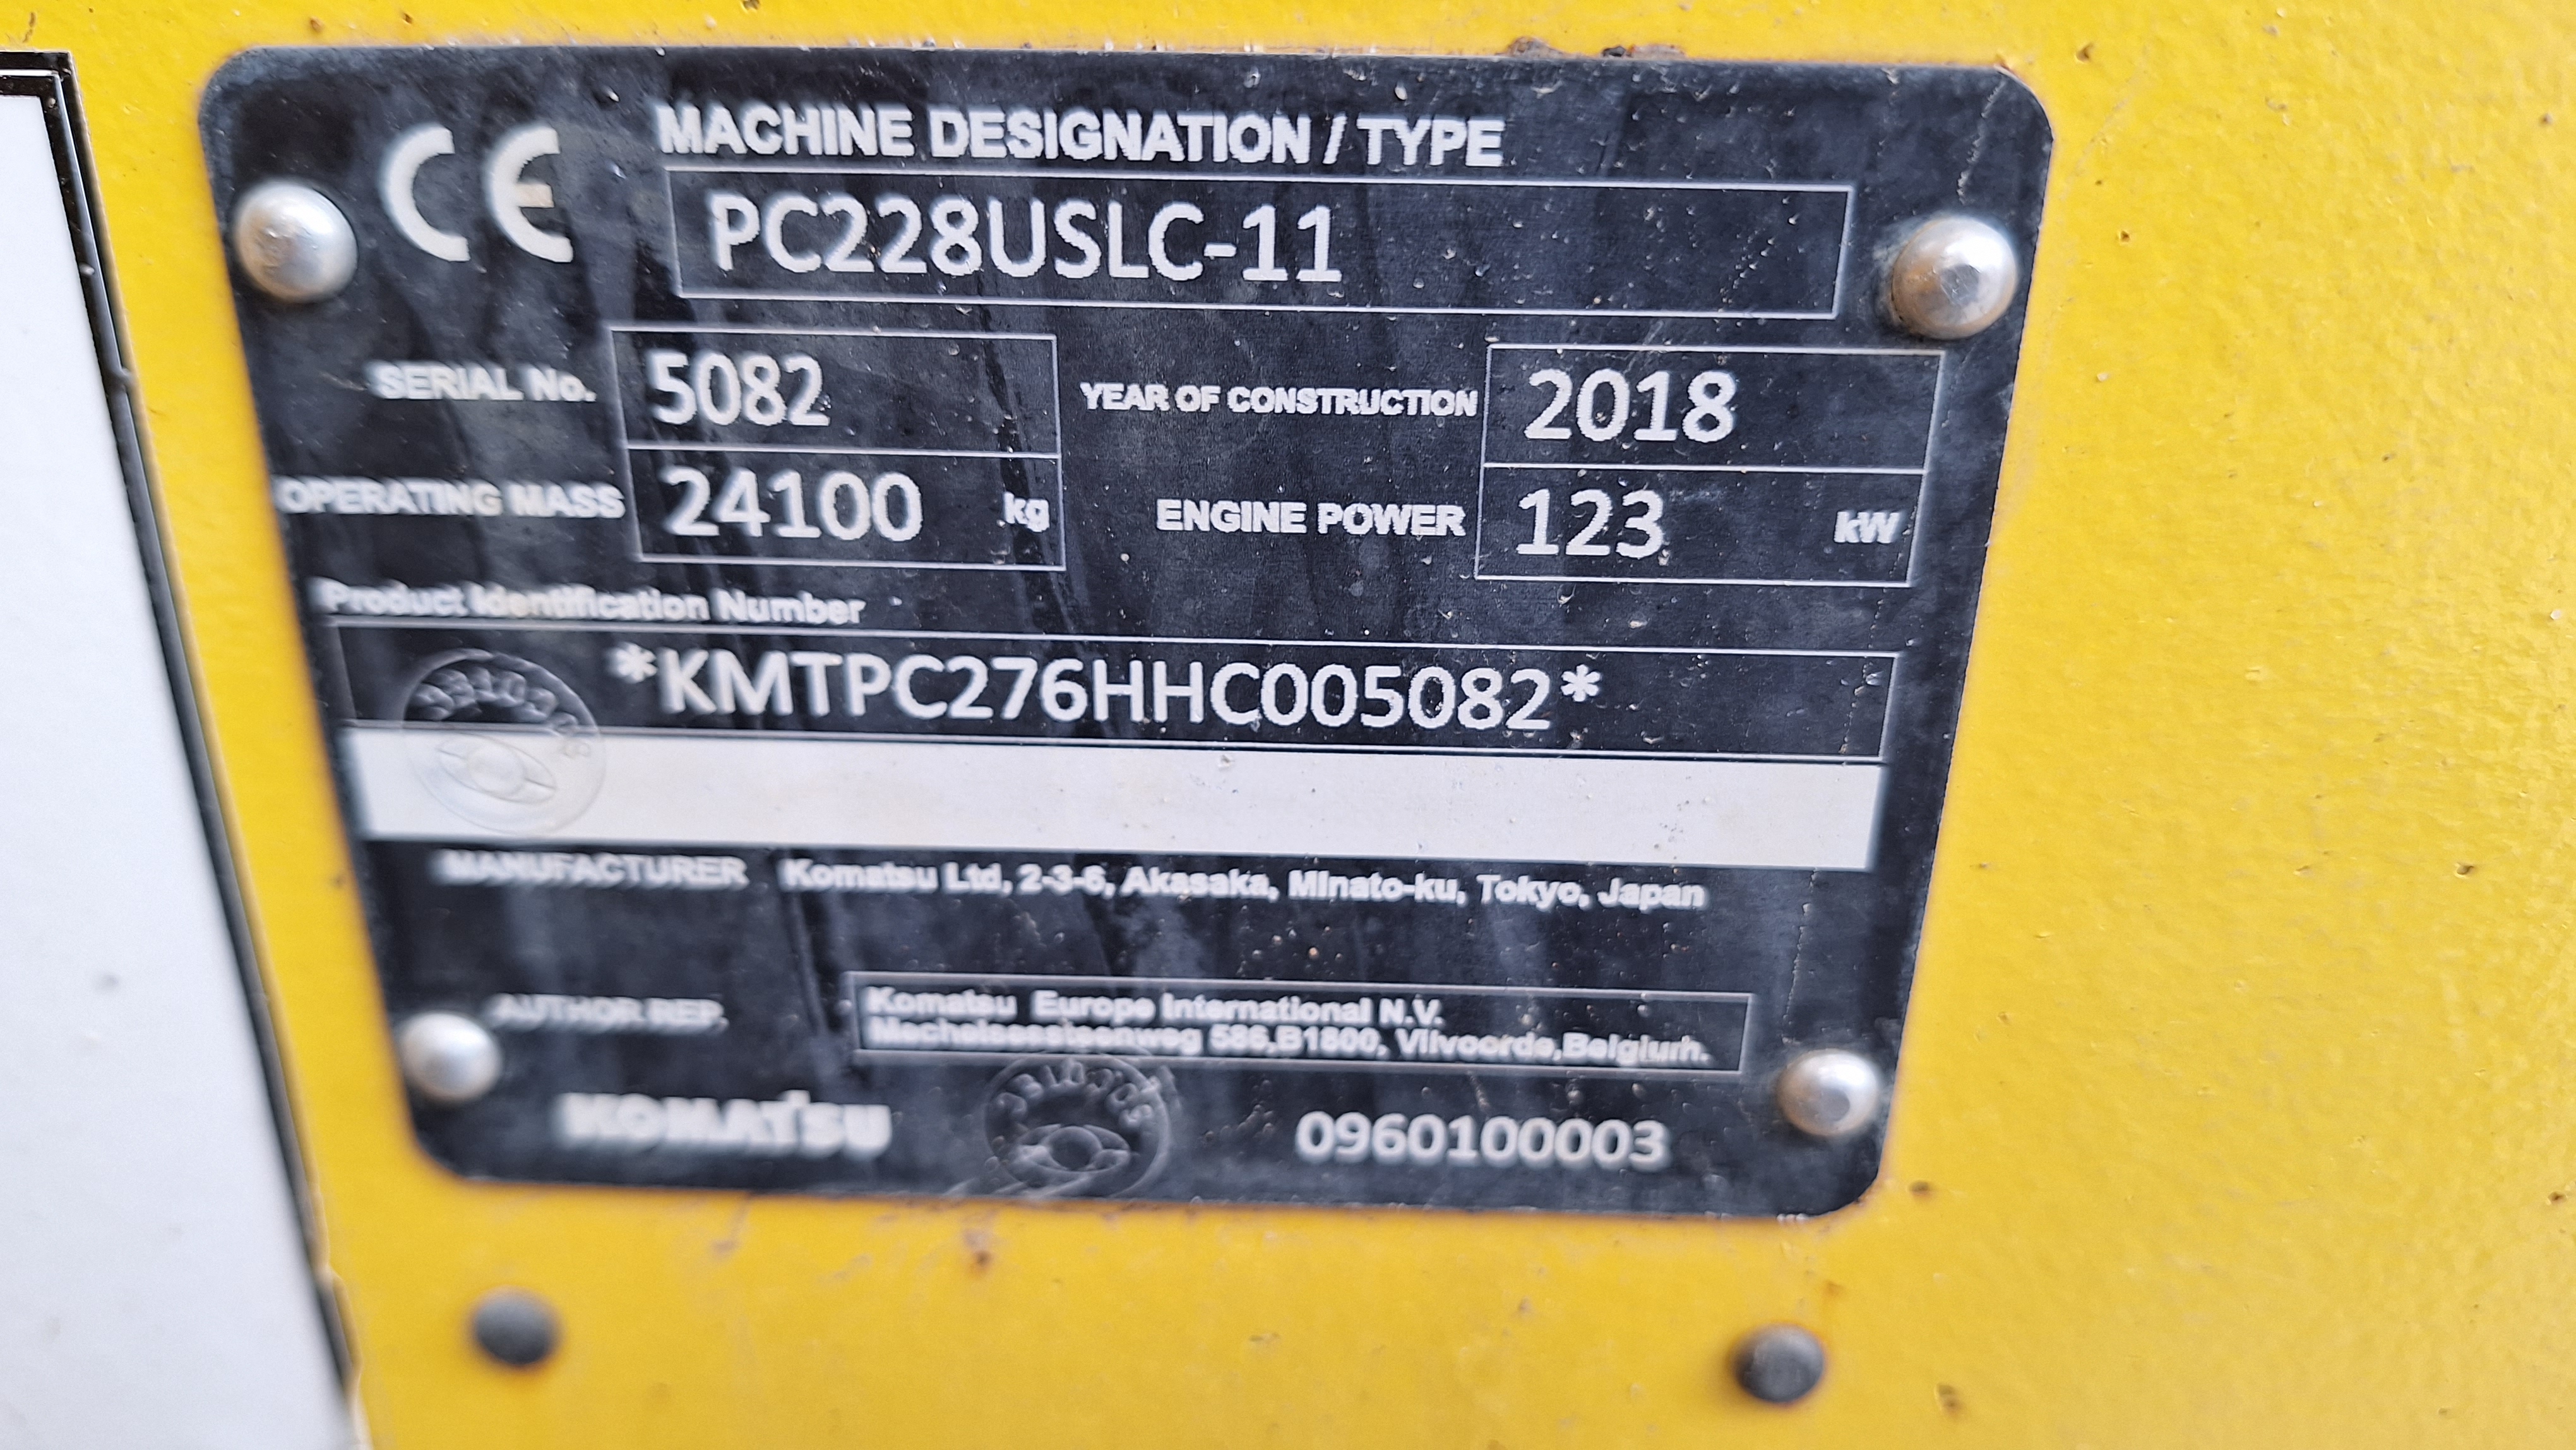 CE
MACHINE DESIGNATION / TYPE
PC228USLC-11
SERIAL No. 5082 YEAR OF CONSTRUCTION 2018
OPERATING MASS 24100 kg ENGINE POWER 123 kW
Product Identification Number
*KMTPC276HHC005082*
MANUFACTURER Komatsu Ltd, 2-3-6, Akasaka, Minato-ku, Tokyo, Japan
AUTHOR REP. Komatsu Europe International N.V.
Mechelsesteenweg 586,B1800, Vilvoorde,Belgium.
KOMATSU 0960100003